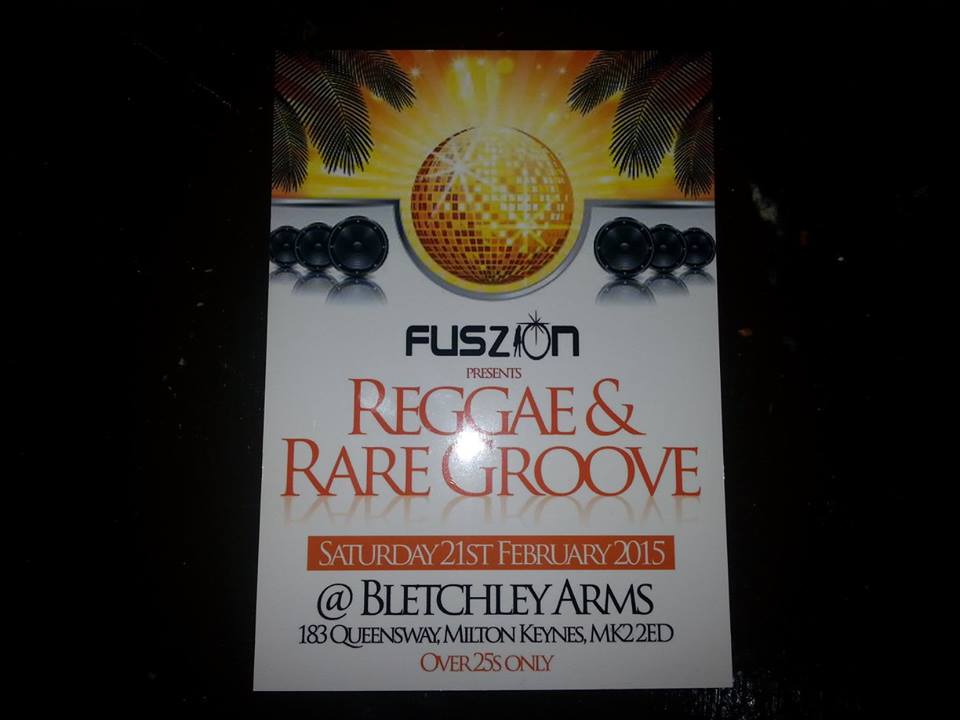 FUSZION
PRESENTS
REGGAE &
RARE GROOVE
SATURDAY 21ST FEBRUARY 2015
@ BLETCHLEY ARMS
183 QUEENSWAY, MILTON KEYNES, MK2 2ED
OVER 25S ONLY